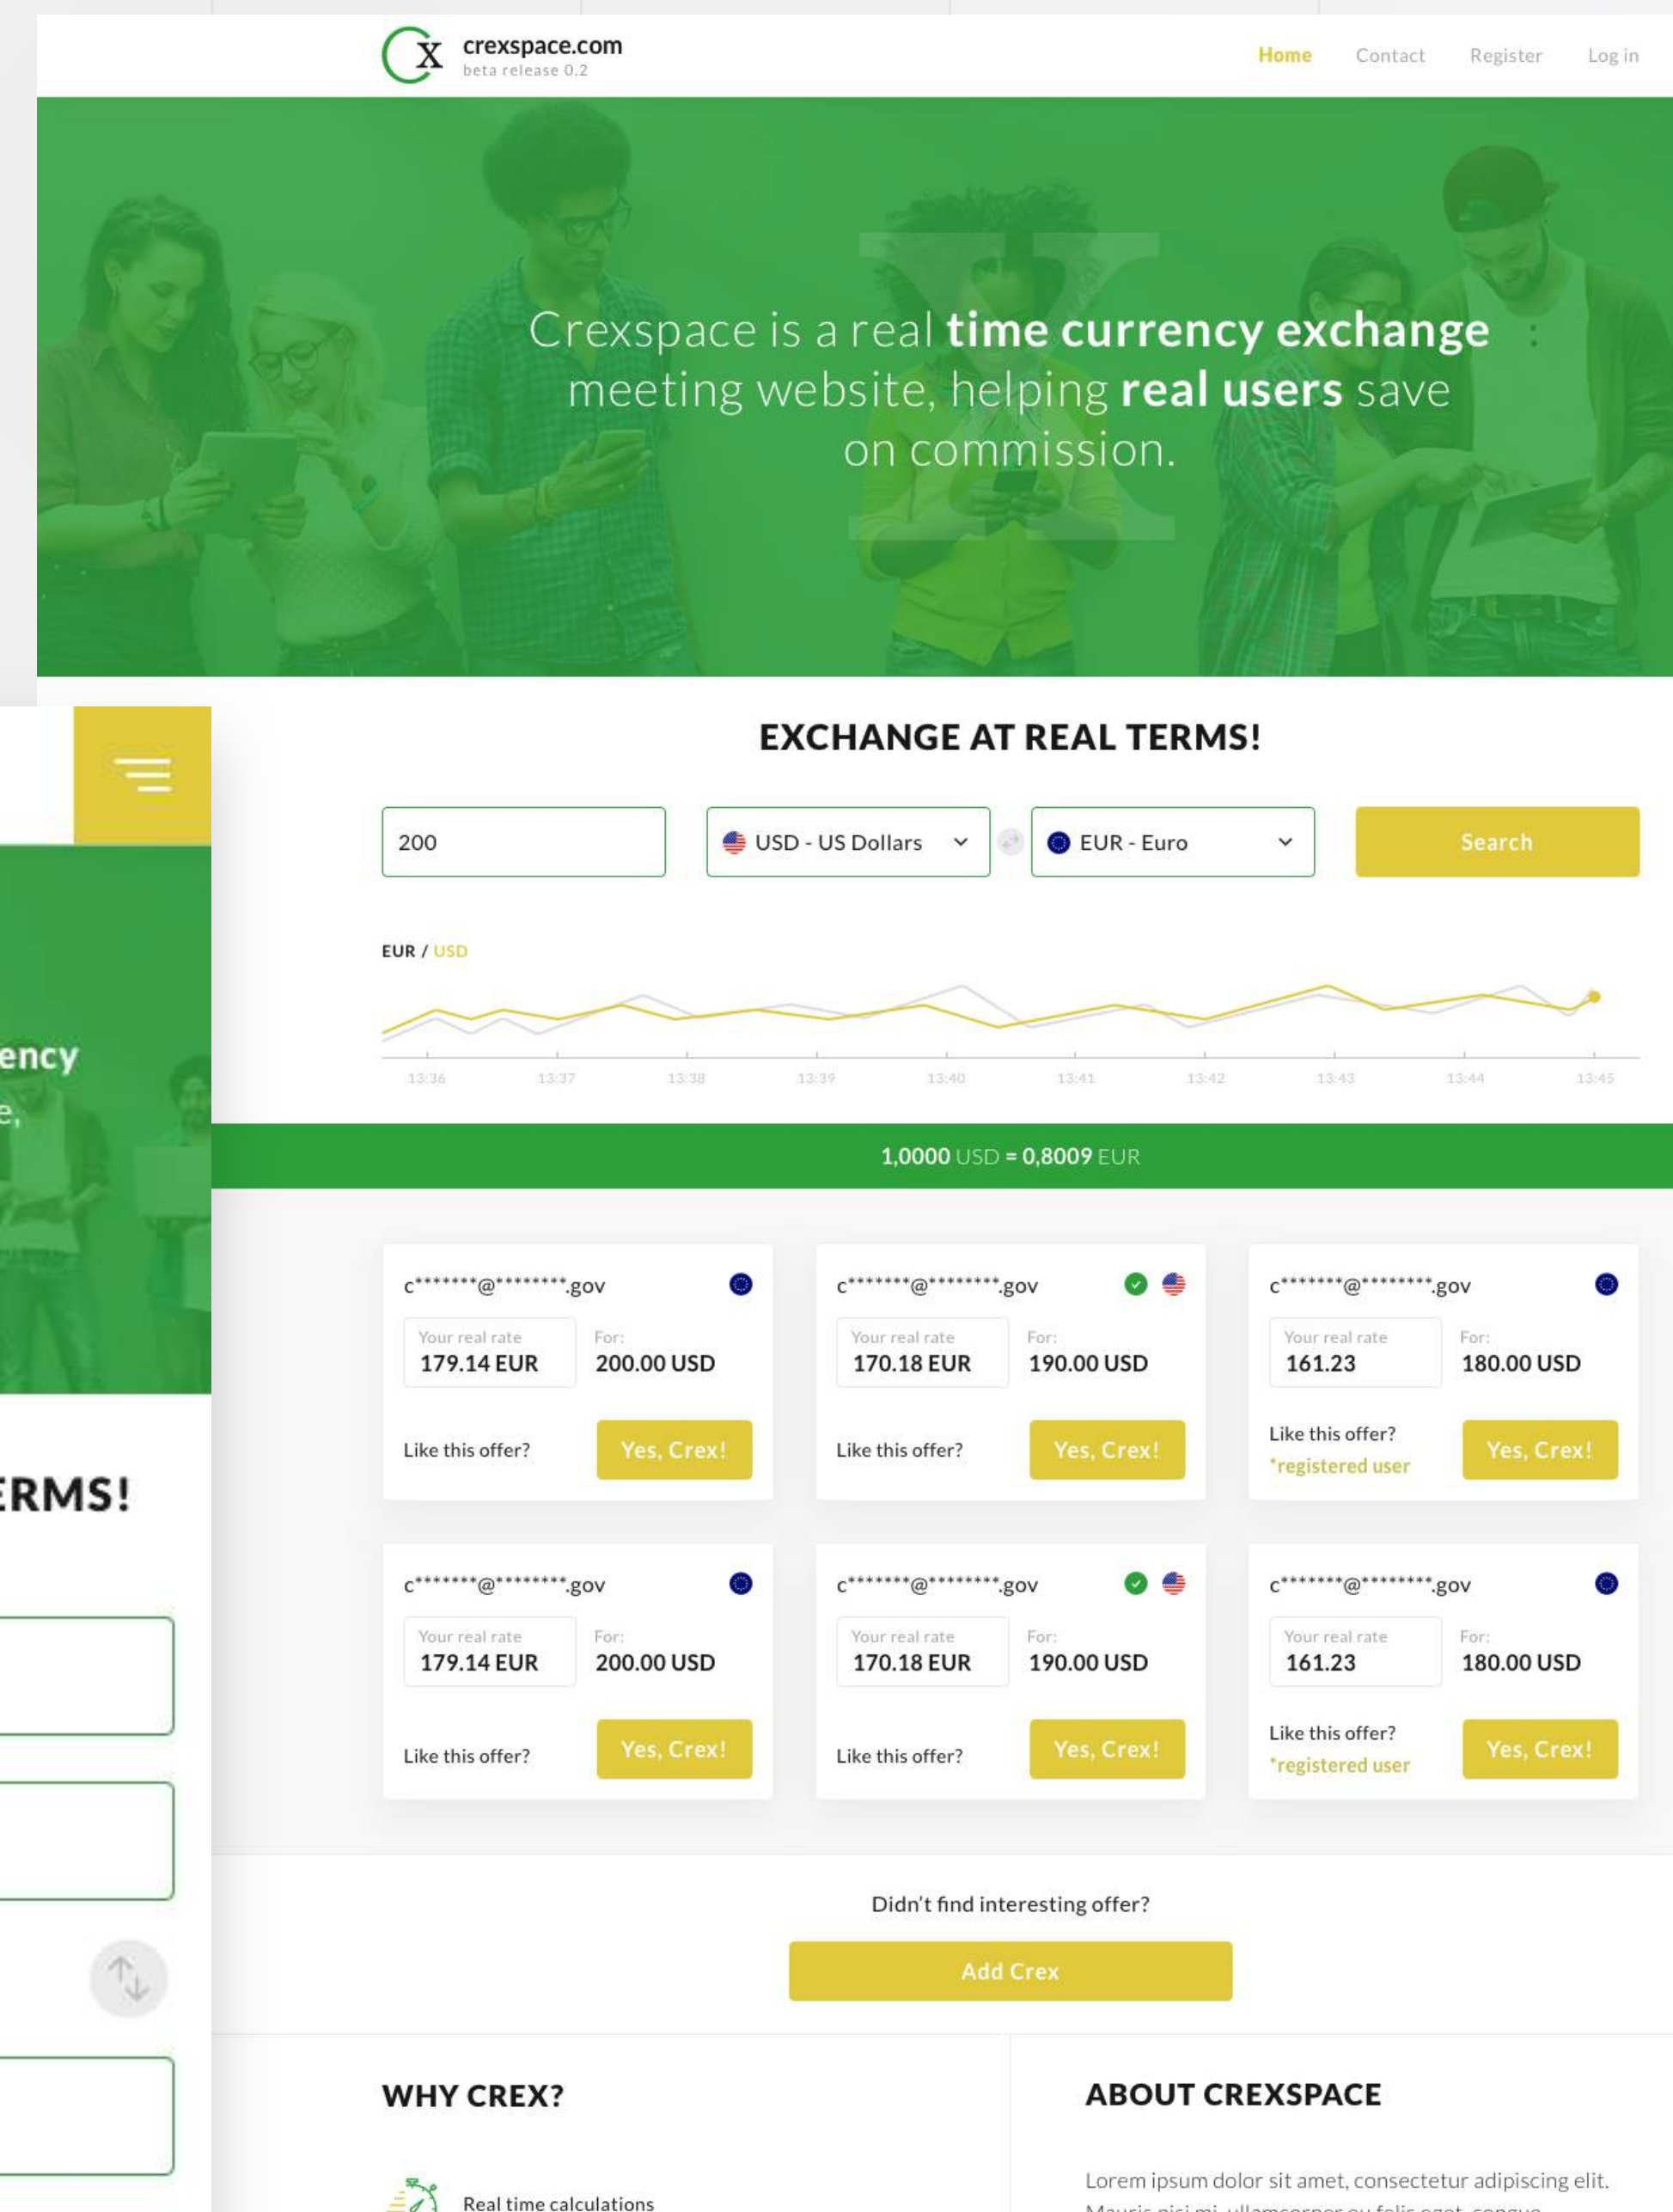 X
crexspace.com
beta release 0.2
Home Contact Register Log in
X
Crexspace is a real time currency exchange
meeting website, helping real users save
on commission.
EXCHANGE AT REAL TERMS!
200
USD - US Dollars
EUR - Euro
Search
EUR / USD
13:36 13:37 13:38 13:39 13:40 13:41 13:42 13:43 13:44 13:45
1,0000 USD = 0,8009 EUR
c*******@********.gov
Your real rate For:
179.14 EUR 200.00 USD
Like this offer? Yes, Crex!
c*******@********.gov
Your real rate For:
170.18 EUR 190.00 USD
Like this offer? Yes, Crex!
c*******@********.gov
Your real rate For:
161.23 180.00 USD
Like this offer?
*registered user
Yes, Crex!
c*******@********.gov
Your real rate For:
179.14 EUR 200.00 USD
Like this offer? Yes, Crex!
c*******@********.gov
Your real rate For:
170.18 EUR 190.00 USD
Like this offer? Yes, Crex!
c*******@********.gov
Your real rate For:
161.23 180.00 USD
Like this offer?
*registered user
Yes, Crex!
Didn't find interesting offer?
Add Crex
WHY CREX?
Real time calculations
ABOUT CREXSPACE
Lorem ipsum dolor sit amet, consectetur adipiscing elit.
ency
e,
ERMS!